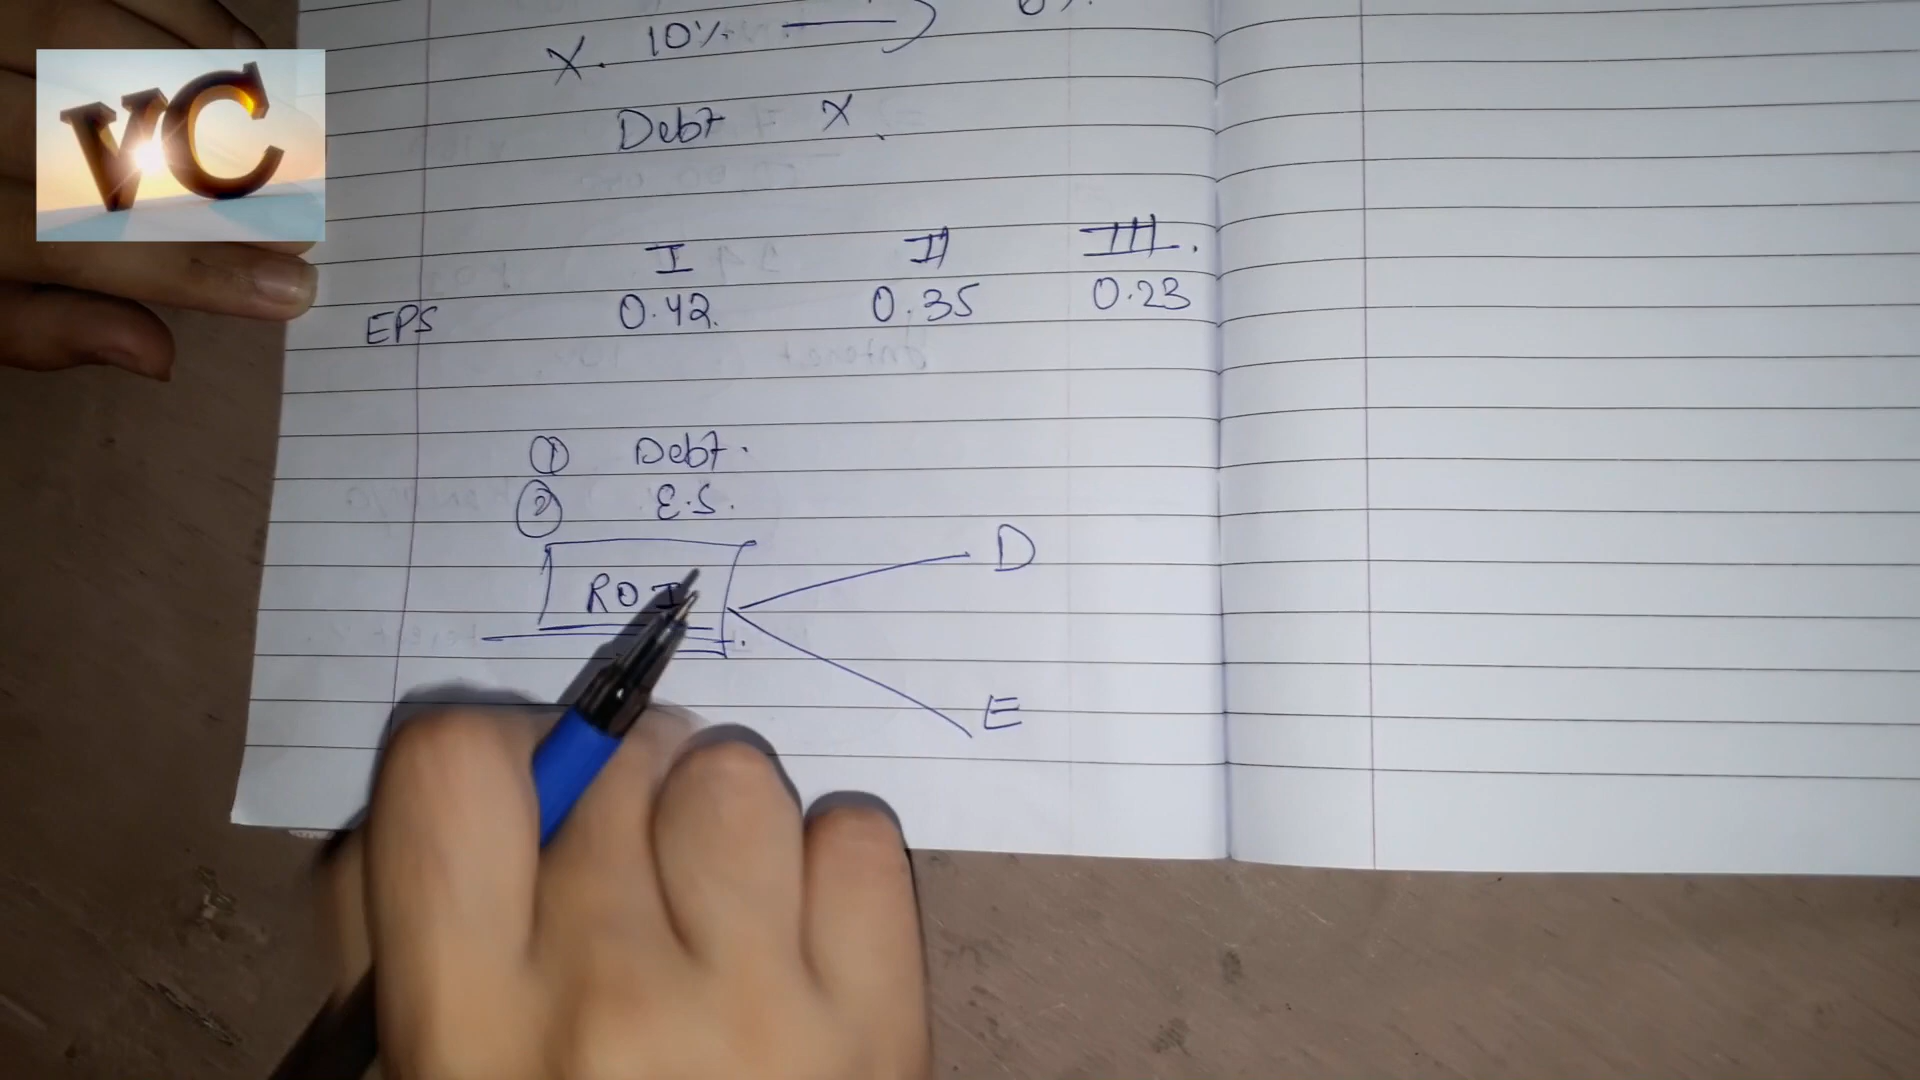 VC
X. 10%
Debt X
I II III.
EPS 0.42. 0.35 0.23
① Debt.
② E.S.
ROI
D
E